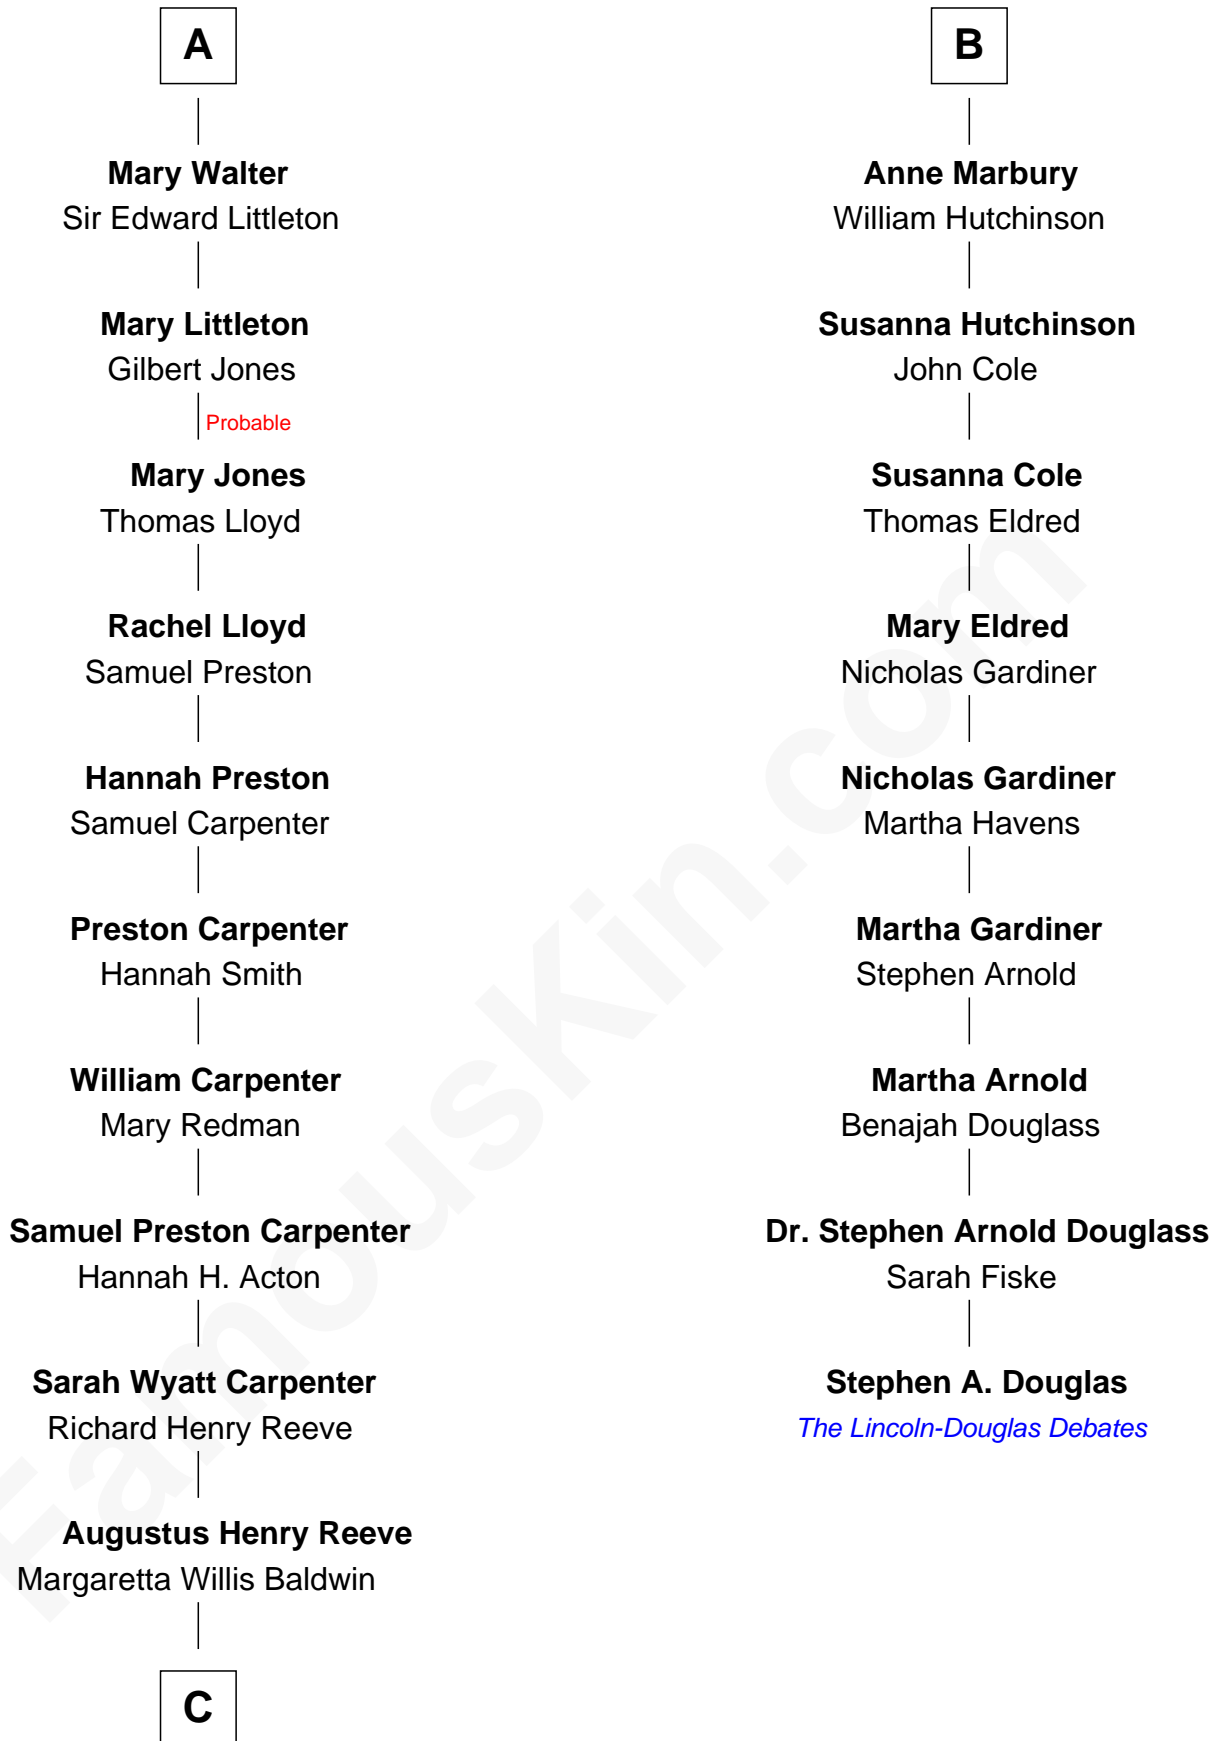 A
Mary Walter
Sir Edward Littleton
Mary Littleton
Gilbert Jones
Probable
Mary Jones
Thomas Lloyd
Rachel Lloyd
Samuel Preston
Hannah Preston
Samuel Carpenter
Preston Carpenter
Hannah Smith
William Carpenter
Mary Redman
Samuel Preston Carpenter
Hannah H. Acton
Sarah Wyatt Carpenter
Richard Henry Reeve
Augustus Henry Reeve
Margaretta Willis Baldwin
C
B
Anne Marbury
William Hutchinson
Susanna Hutchinson
John Cole
Susanna Cole
Thomas Eldred
Mary Eldred
Nicholas Gardiner
Nicholas Gardiner
Martha Havens
Martha Gardiner
Stephen Arnold
Martha Arnold
Benajah Douglass
Dr. Stephen Arnold Douglass
Sarah Fiske
Stephen A. Douglas
The Lincoln-Douglas Debates
FamousKin.com